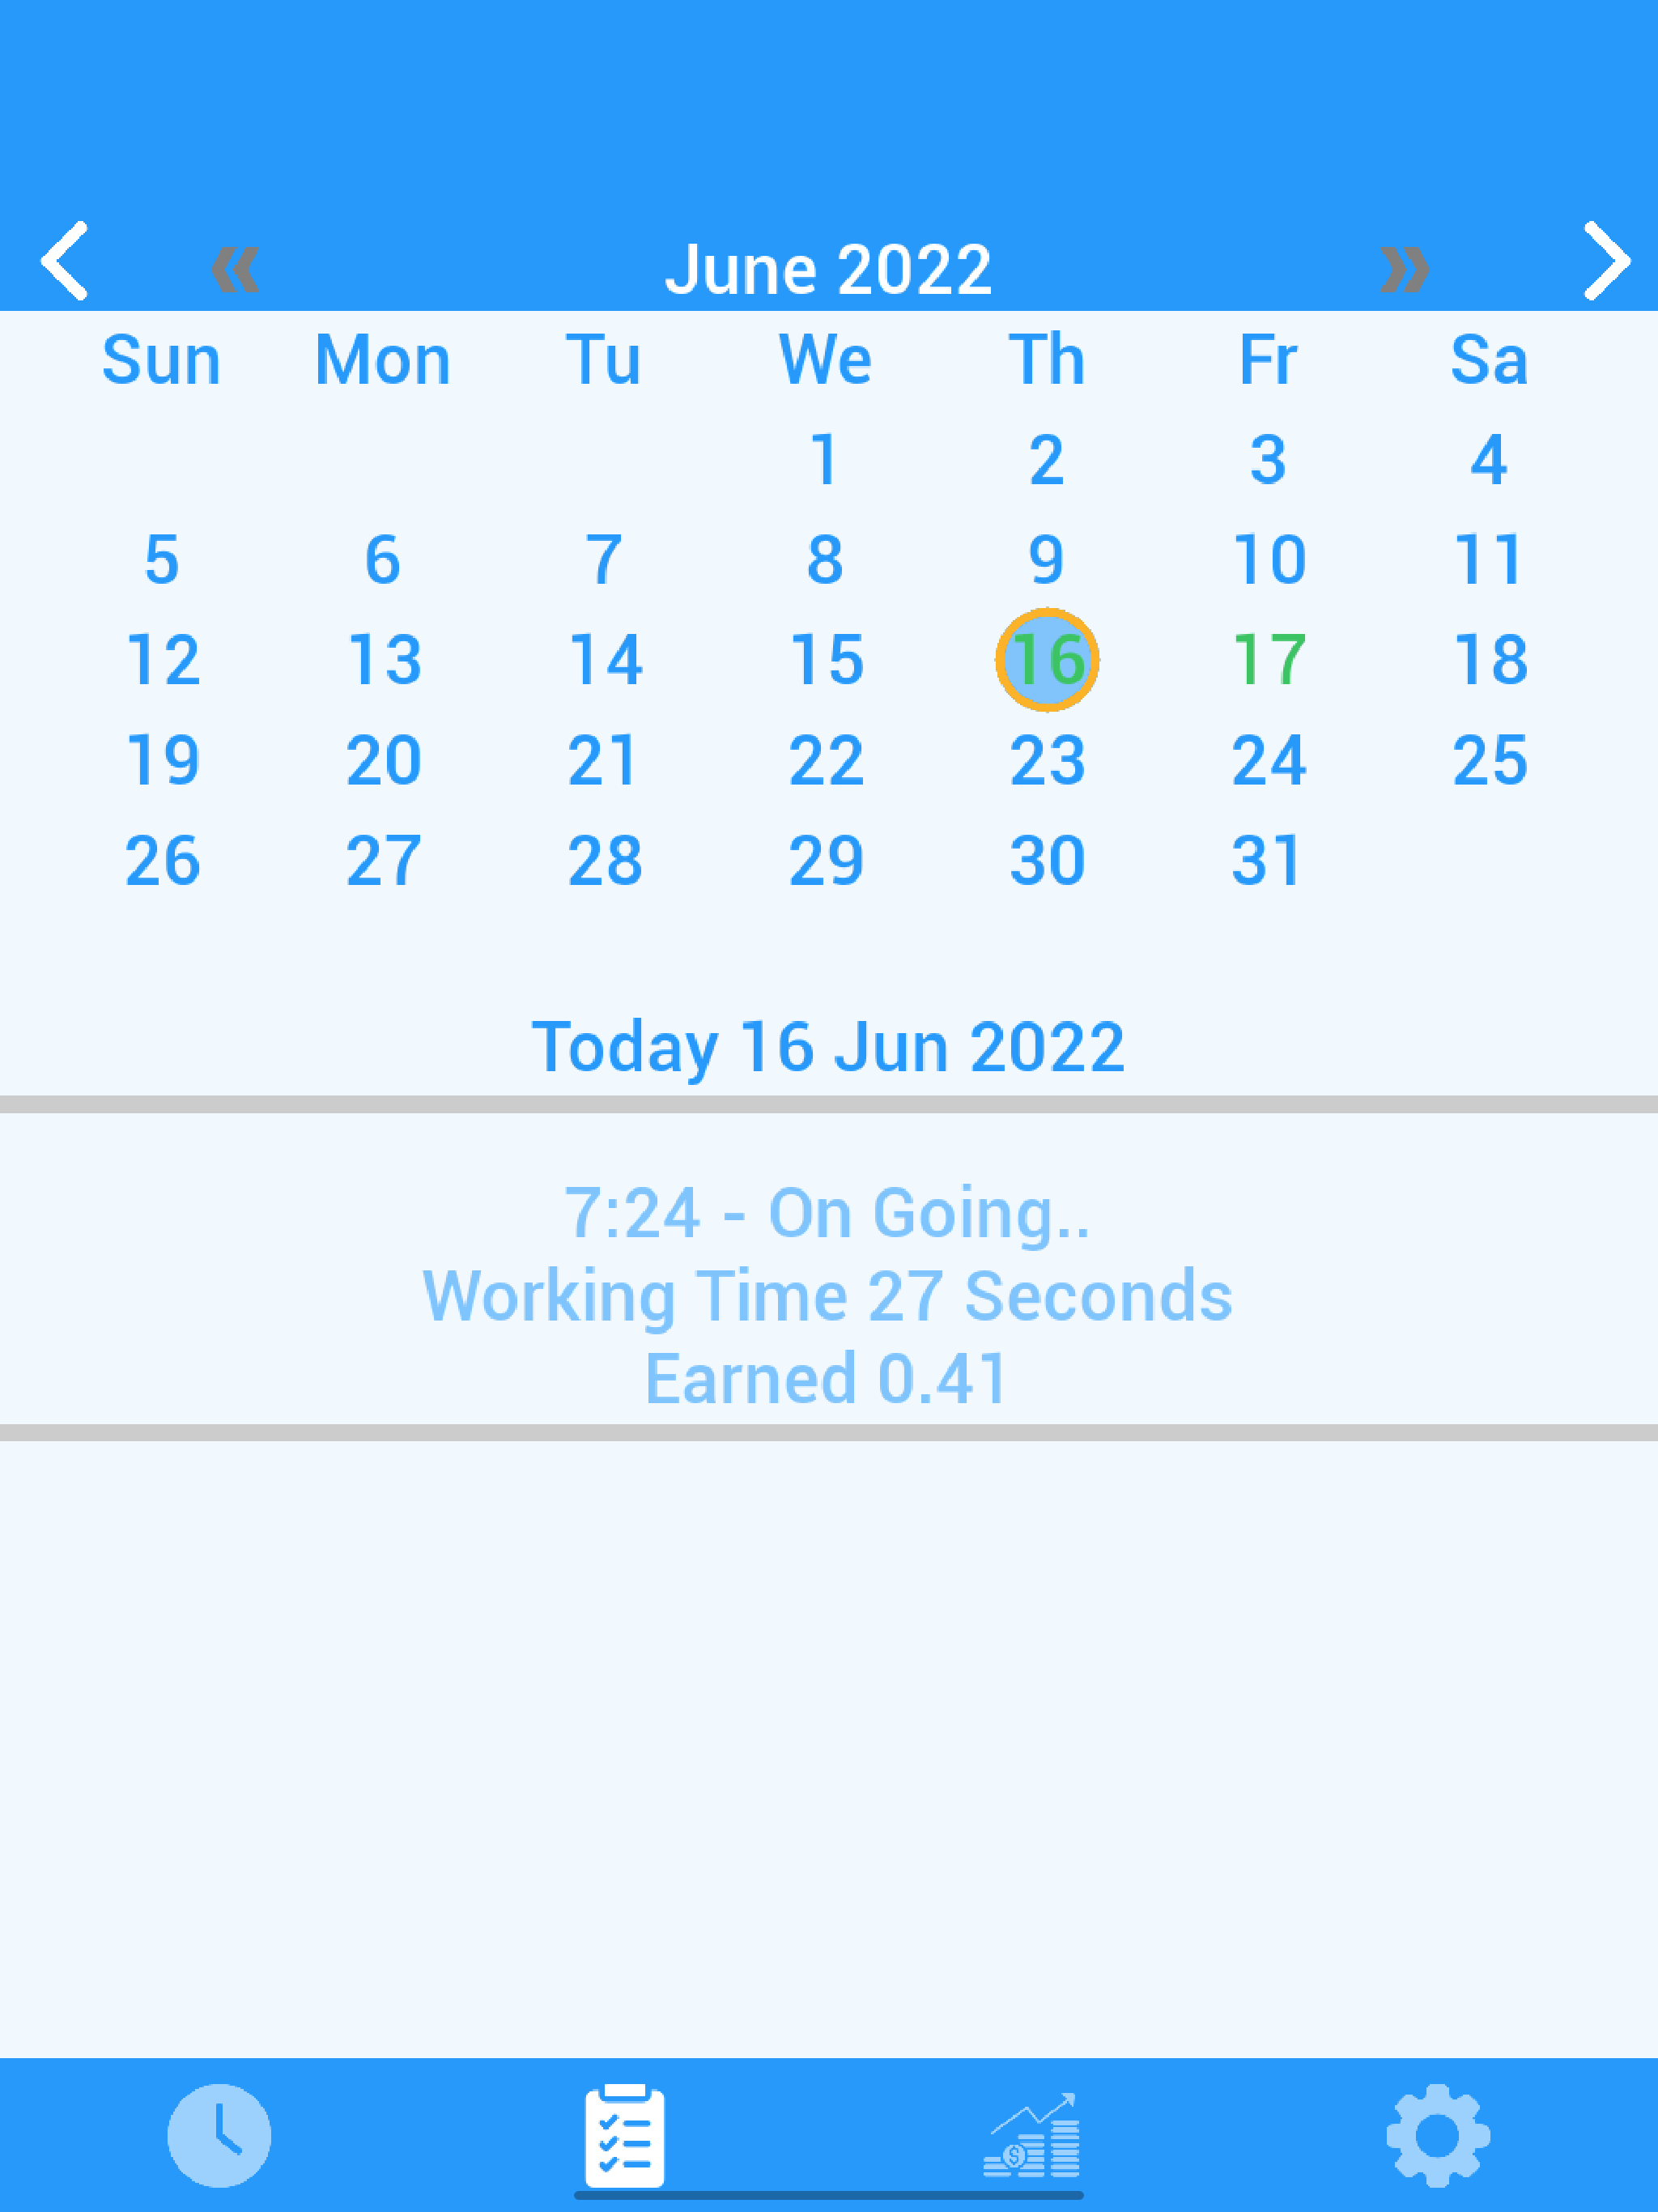 « June 2022 »
Sun Mon Tu We Th Fr Sa
1 2 3 4
5 6 7 8 9 10 11
12 13 14 15 16 17 18
19 20 21 22 23 24 25
26 27 28 29 30 31
Today 16 Jun 2022
7:24 - On Going..
Working Time 27 Seconds
Earned 0.41